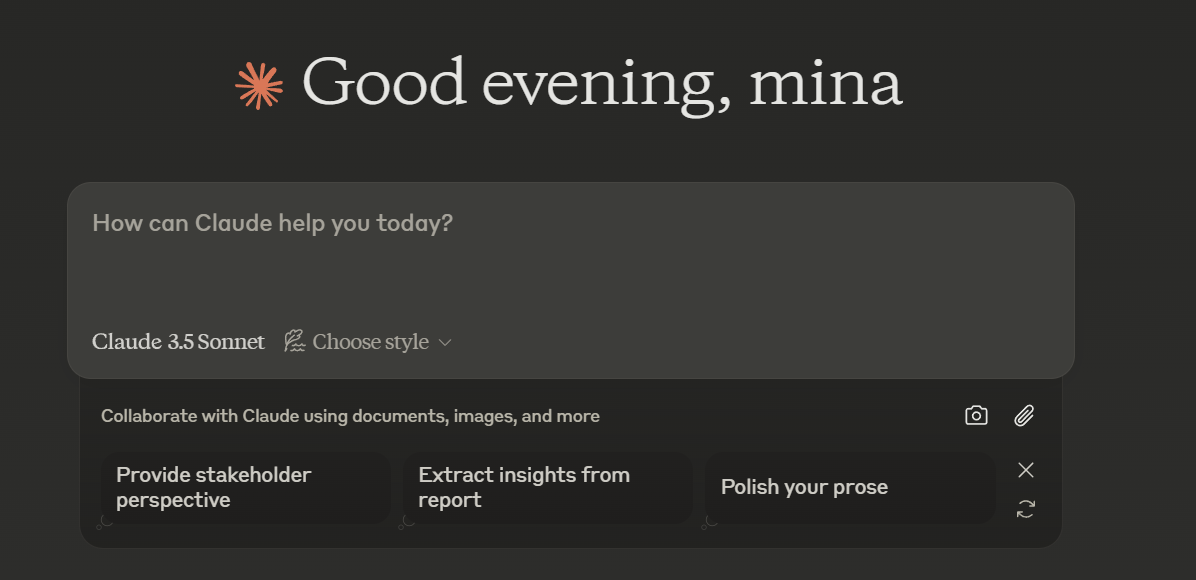 Good evening, mina
How can Claude help you today?
Claude 3.5 Sonnet Choose style
Collaborate with Claude using documents, images, and more
Provide stakeholder
perspective
Extract insights from
report
Polish your prose